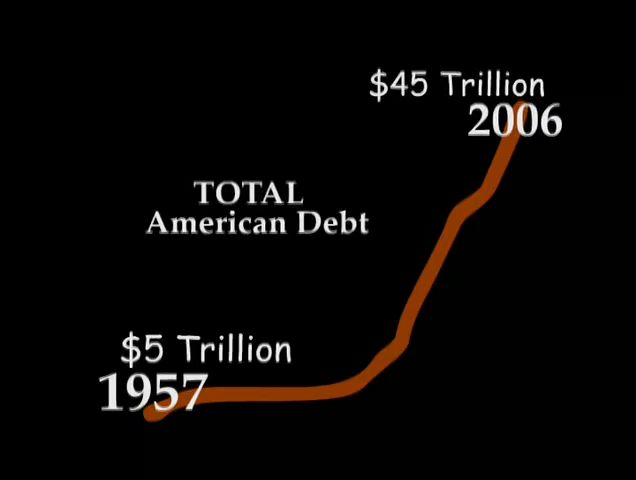 $45 Trillion
2006
TOTAL
American Debt
$5 Trillion
1957